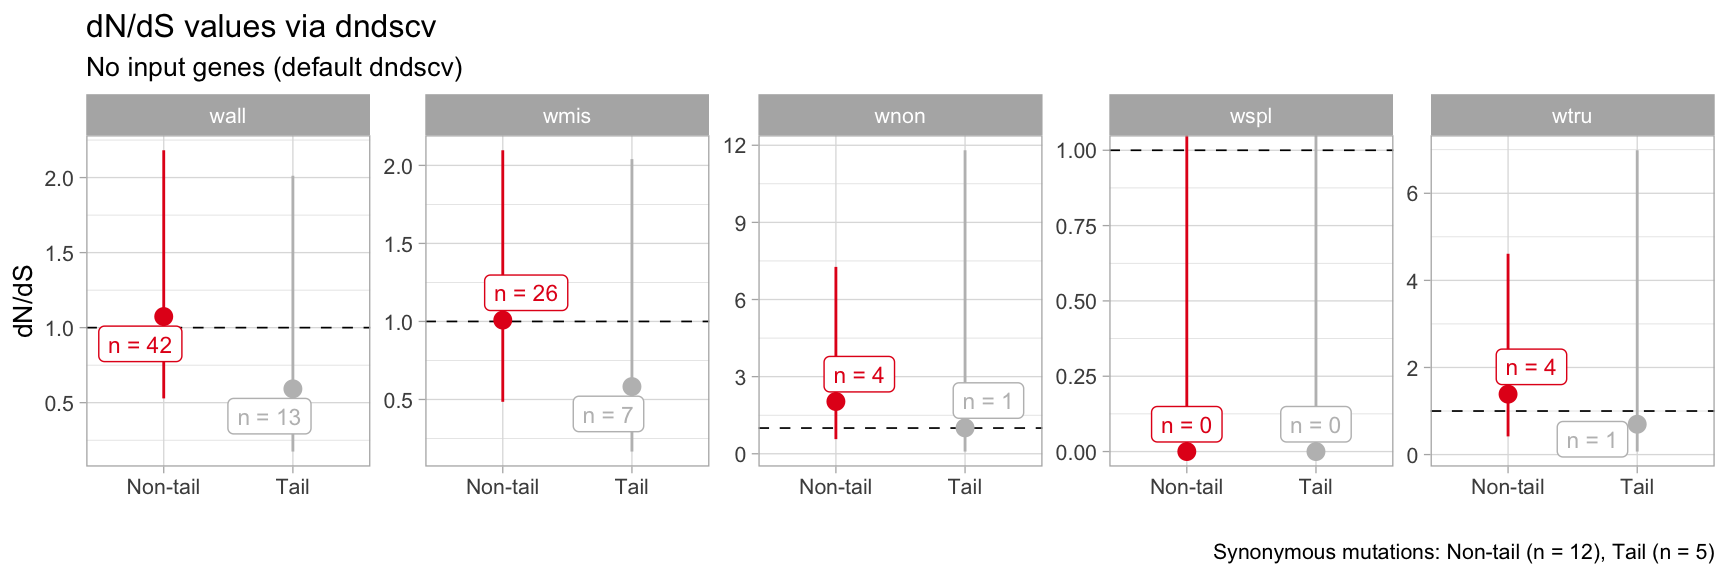 dN/dS values via dndscv
No input genes (default dndscv)
wall
wmis
wnon
wspl
wtru
dN/dS
2.0
1.5
1.0
0.5
n = 42
n = 13
Non-tail
Tail
2.0
1.5
1.0
0.5
n = 26
n = 7
Non-tail
Tail
12
9
6
3
0
n = 4
n = 1
Non-tail
Tail
1.00
0.75
0.50
0.25
0.00
n = 0
n = 0
Non-tail
Tail
6
4
2
0
n = 4
n = 1
Non-tail
Tail
Synonymous mutations: Non-tail (n = 12), Tail (n = 5)